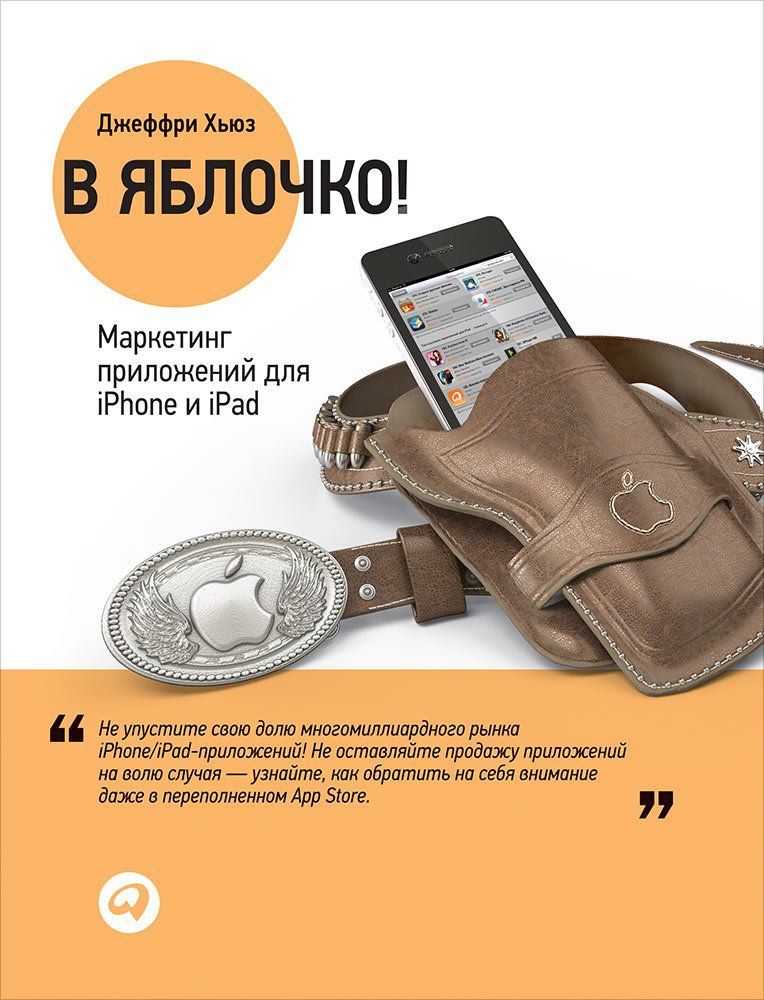 Джеффри Хьюз
В ЯБЛОЧКО!
Маркетинг
приложений для
iPhone и iPad
“ Не упустите свою долю многомиллиардного рынка
iPhone/iPad-приложений! Не оставляйте продажу приложений
на волю случая — узнайте, как обратить на себя внимание
даже в переполненном App Store. ”